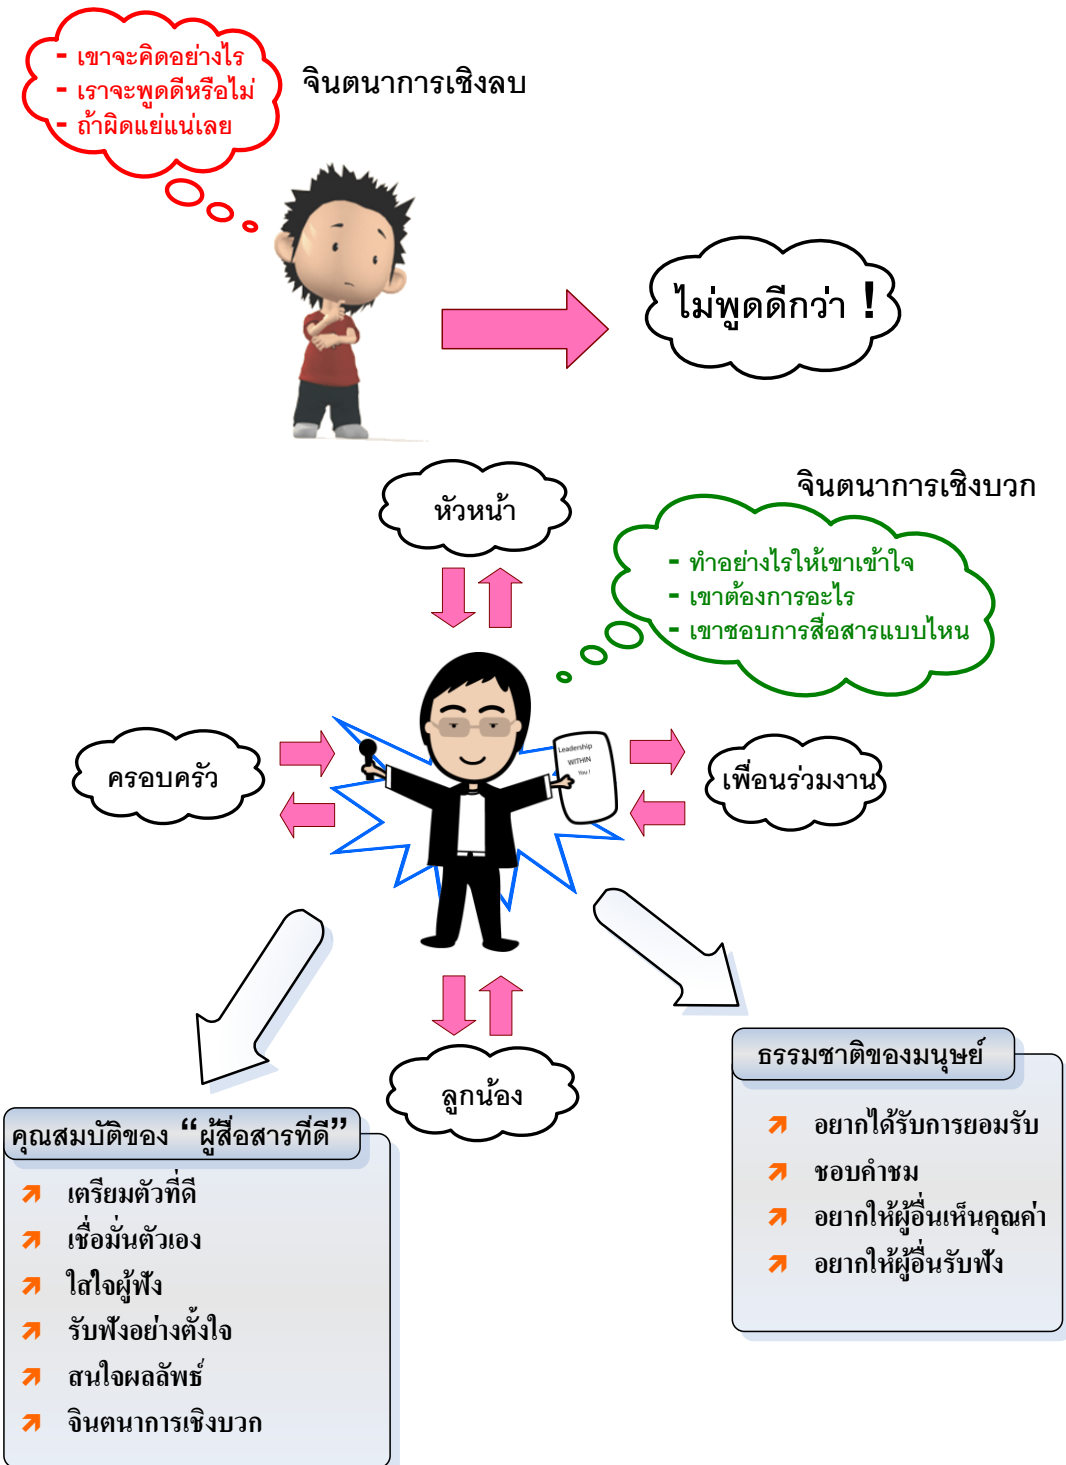 - เขาจะคิดอย่างไร
- เราจะพูดดีหรือไม่
- ถ้าผิดแย่แน่เลย
จินตนาการเชิงลบ
ไม่พูดดีกว่า !
หัวหน้า
จินตนาการเชิงบวก
- ทำอย่างไรให้เขาเข้าใจ
- เขาต้องการอะไร
- เขาชอบการสื่อสารแบบไหน
ครอบครัว
Leadership
WITHIN
You !
เพื่อนร่วมงาน
ลูกน้อง
คุณสมบัติของ “ผู้สื่อสารที่ดี”
เตรียมตัวที่ดี
เชื่อมั่นตัวเอง
ใสใจผู้ฟัง
รับฟังอย่างตั้งใจ
สนใจผลลัพธ์
จินตนาการเชิงบวก
ธรรมชาติของมนุษย์
อยากได้รับการยอมรับ
ชอบคำชม
อยากให้ผู้อื่นเห็นคุณค่า
อยากให้ผู้อื่นรับฟัง